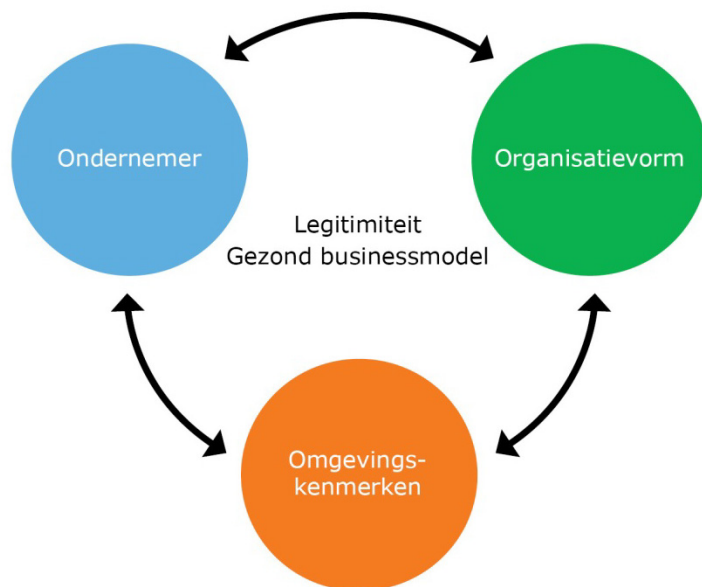 Ondernemer
Organisatievorm
Legitimiteit
Gezond businessmodel
Omgevings-
kenmerken